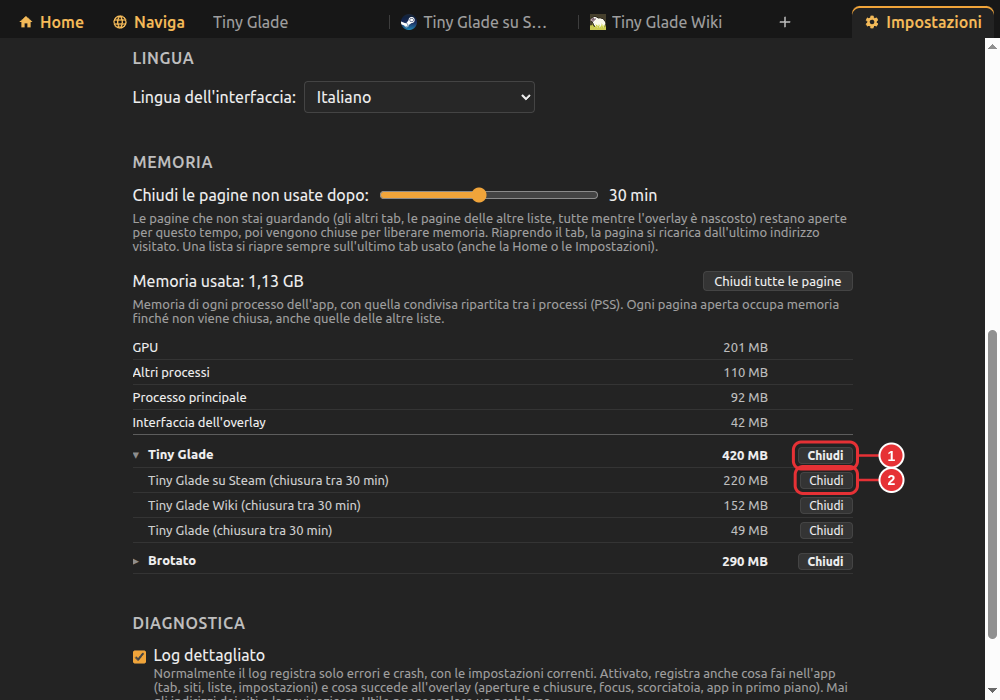 Home
Naviga
Tiny Glade
Tiny Glade su S...
Tiny Glade Wiki
+
Impostazioni
LINGUA
Lingua dell'interfaccia: Italiano
MEMORIA
Chiudi le pagine non usate dopo: 30 min
Le pagine che non stai guardando (gli altri tab, le pagine delle altre liste, tutte mentre l'overlay è nascosto) restano aperte
per questo tempo, poi vengono chiuse per liberare memoria. Riaprendo il tab, la pagina si ricarica dall'ultimo indirizzo
visitato. Una lista si riapre sempre sull'ultimo tab usato (anche la Home o le Impostazioni).
Memoria usata: 1,13 GB Chiudi tutte le pagine
Memoria di ogni processo dell'app, con quella condivisa ripartita tra i processi (PSS). Ogni pagina aperta occupa memoria
finché non viene chiusa, anche quelle delle altre liste.
GPU 201 MB
Altri processi 110 MB
Processo principale 92 MB
Interfaccia dell'overlay 42 MB
Tiny Glade 420 MB Chiudi 1
Tiny Glade su Steam (chiusura tra 30 min) 220 MB Chiudi 2
Tiny Glade Wiki (chiusura tra 30 min) 152 MB Chiudi
Tiny Glade (chiusura tra 30 min) 49 MB Chiudi
Brotato 290 MB Chiudi
DIAGNOSTICA
Log dettagliato
Normalmente il log registra solo errori e crash, con le impostazioni correnti. Attivato, registra anche cosa fai nell'app
(tab, siti, liste, impostazioni) e cosa succede all'overlay (aperture e chiusure, focus, scorciatoia, app in primo piano). Mai